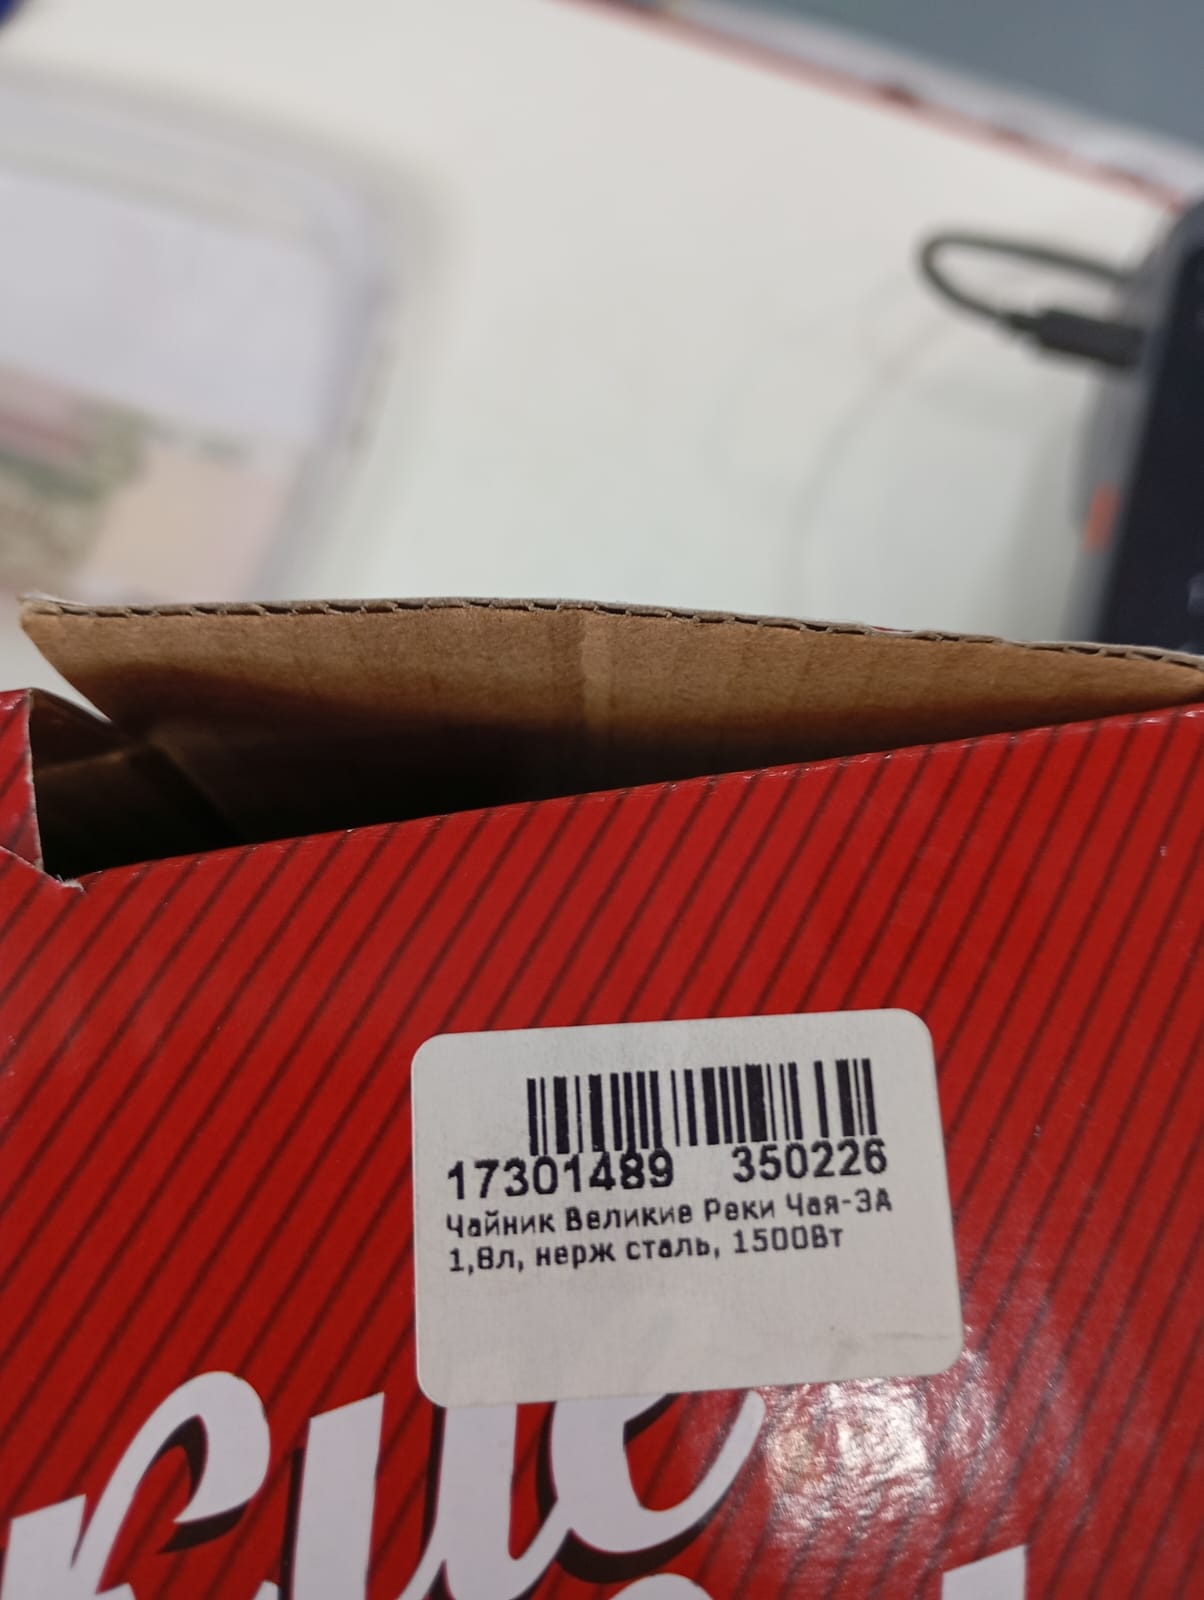 17301489 350226
Чайник Великие Реки Чая-3А
1,8л, нерж сталь, 1500Вт